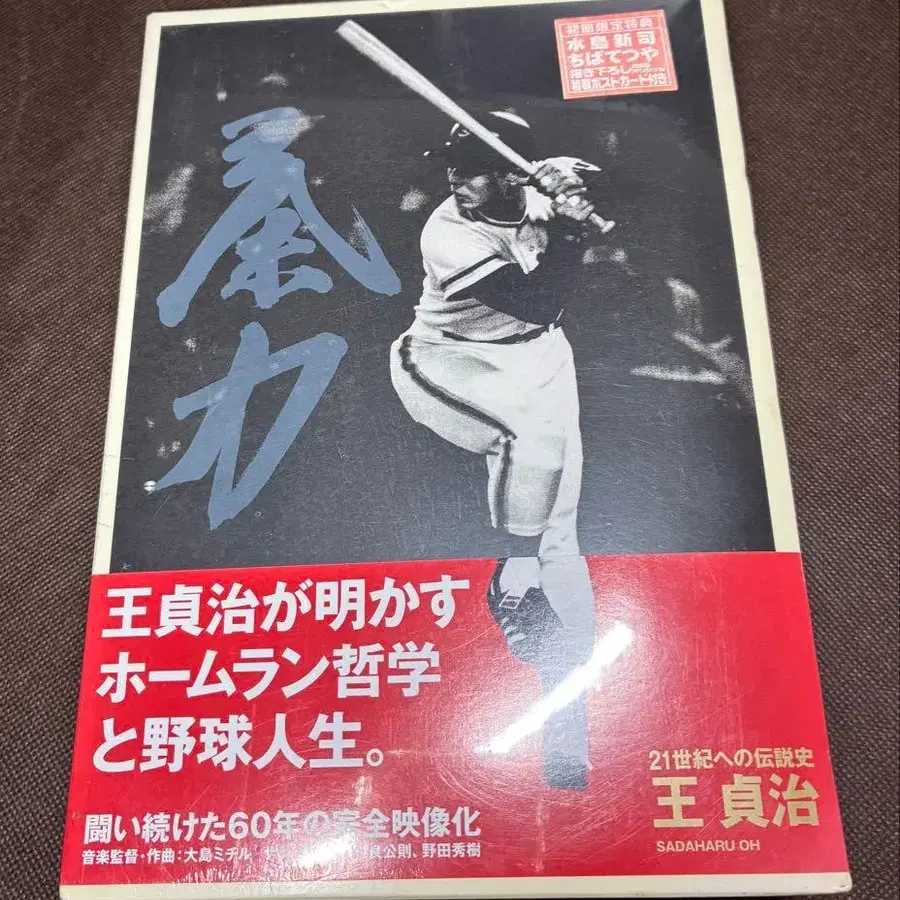 初回限定特典
水島新司
ちばてつや
描き下ろし
特製ポストカード付き
氣力
王貞治が明かす
ホームラン哲学
と野球人生。
21世紀への伝説史
王 貞治
SADAHARU OH
闘い続けた60年の完全映像化
音楽監督・作曲:大島ミチル 良公則、野田秀樹